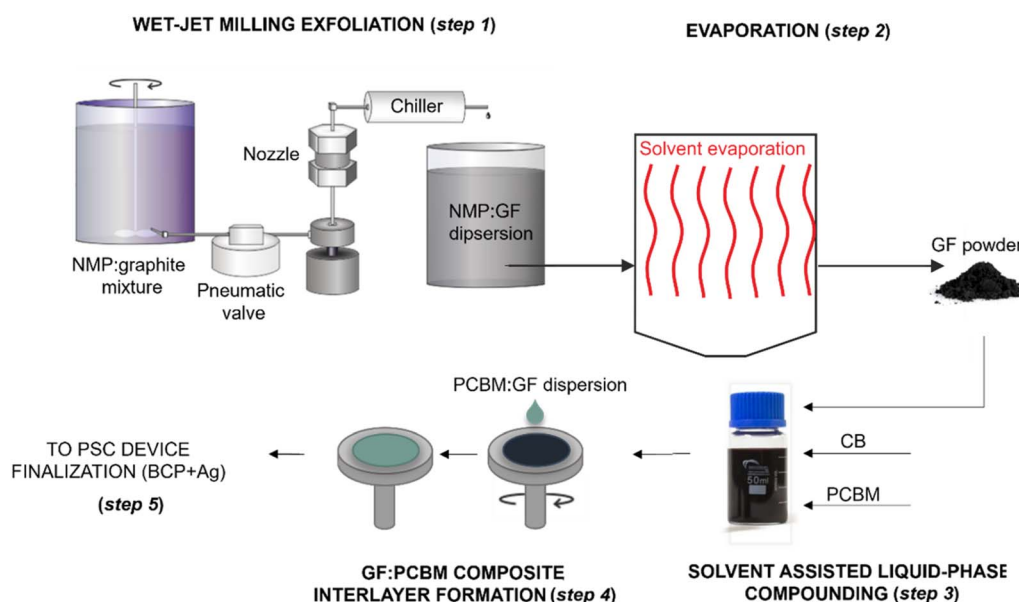 WET-JET MILLING EXFOLIATION (step 1)
EVAPORATION (step 2)
Chiller
Nozzle
Solvent evaporation
NMP:GF
dipsersion
GF powder
NMP:graphite
mixture
Pneumatic
valve
PCBM:GF dispersion
TO PSC DEVICE
FINALIZATION (BCP+Ag)
(step 5)
CB
50ml
PCBM
GF:PCBM COMPOSITE
INTERLAYER FORMATION (step 4)
SOLVENT ASSISTED LIQUID-PHASE
COMPOUNDING (step 3)